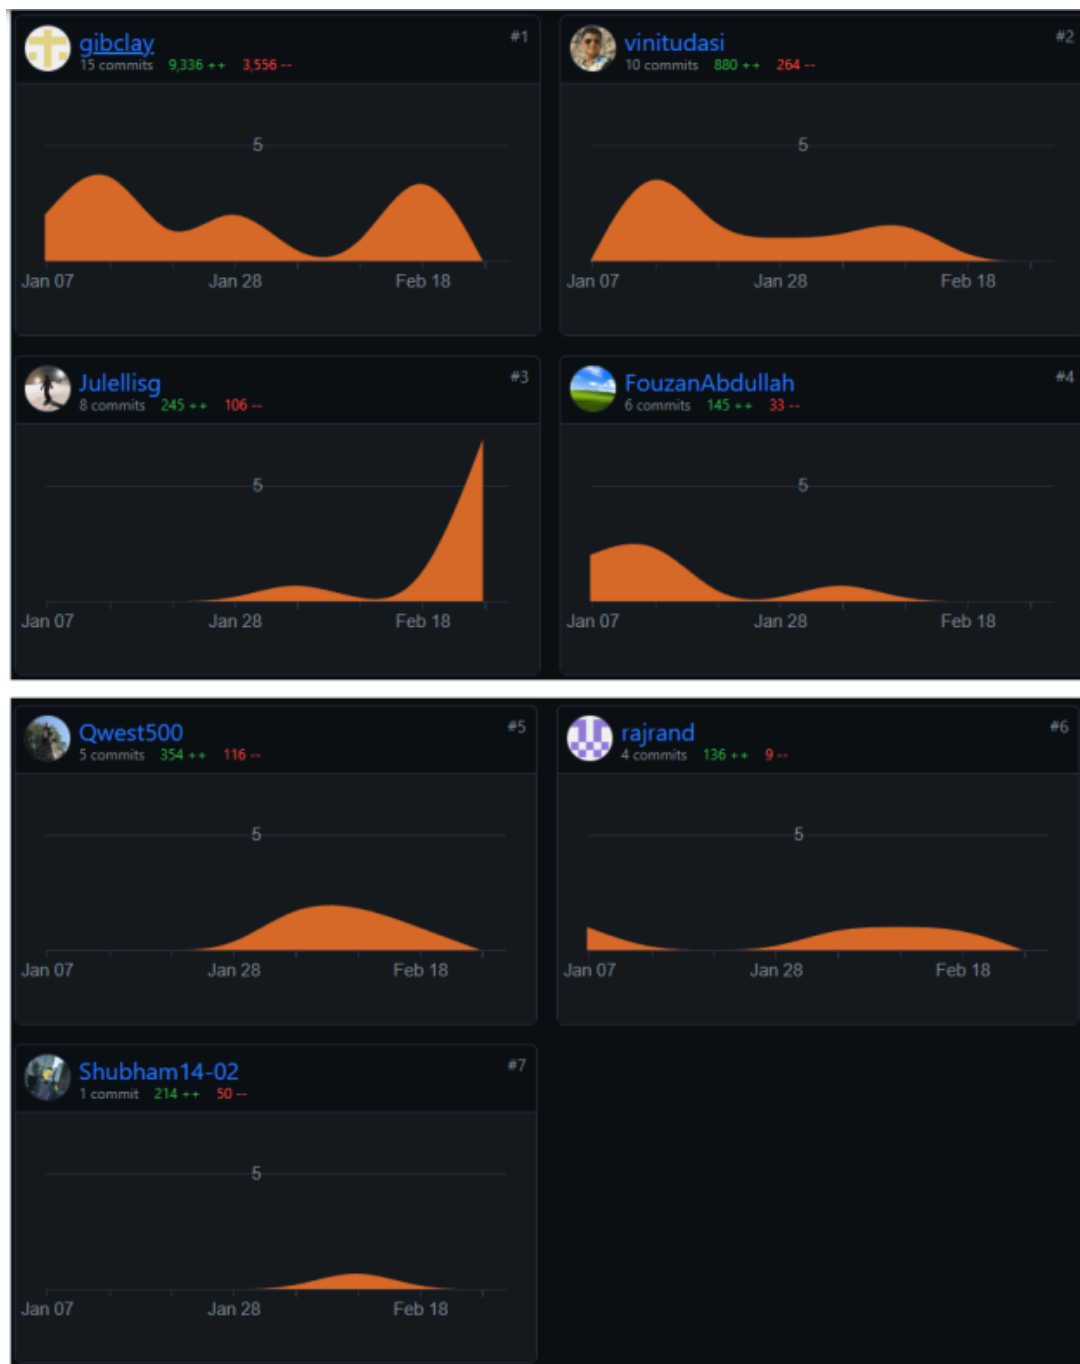 gibclay #1
15 commits 9,336 ++ 3,556 --
5
Jan 07 Jan 28 Feb 18
vinitudasi #2
10 commits 880 ++ 264 --
5
Jan 07 Jan 28 Feb 18
Julellisg #3
8 commits 245 ++ 106 --
5
Jan 07 Jan 28 Feb 18
FouzanAbdullah #4
6 commits 145 ++ 33 --
5
Jan 07 Jan 28 Feb 18
Qwest500 #5
5 commits 354 ++ 116 --
5
Jan 07 Jan 28 Feb 18
rajrand #6
4 commits 136 ++ 9 --
5
Jan 07 Jan 28 Feb 18
Shubham14-02 #7
1 commit 214 ++ 50 --
5
Jan 07 Jan 28 Feb 18